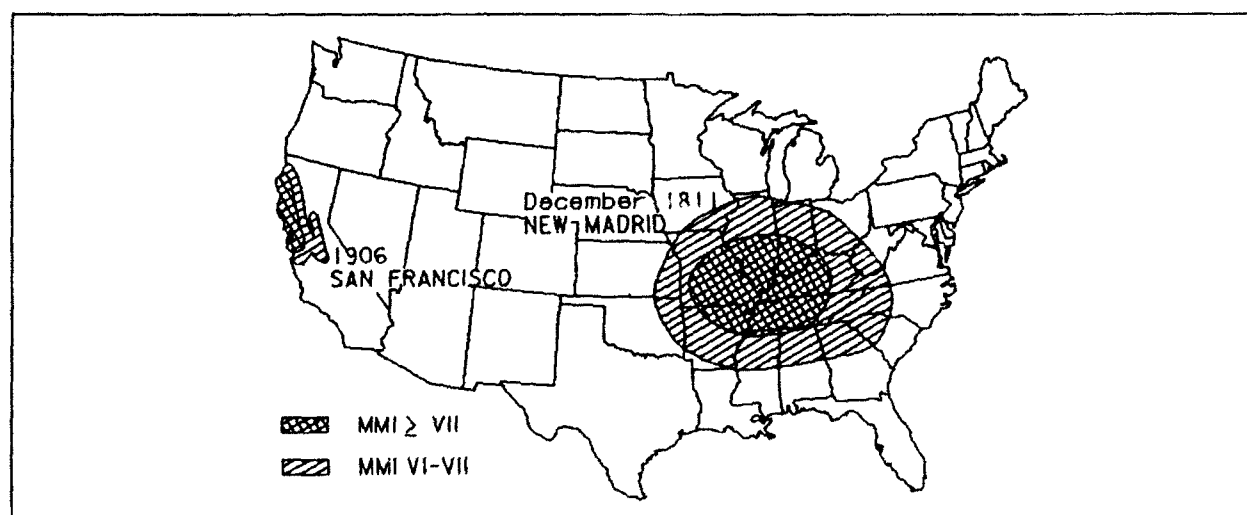 December 1811
NEW MADRID
1906
SAN FRANCISCO
MMI ≥ VII
MMI VI-VII